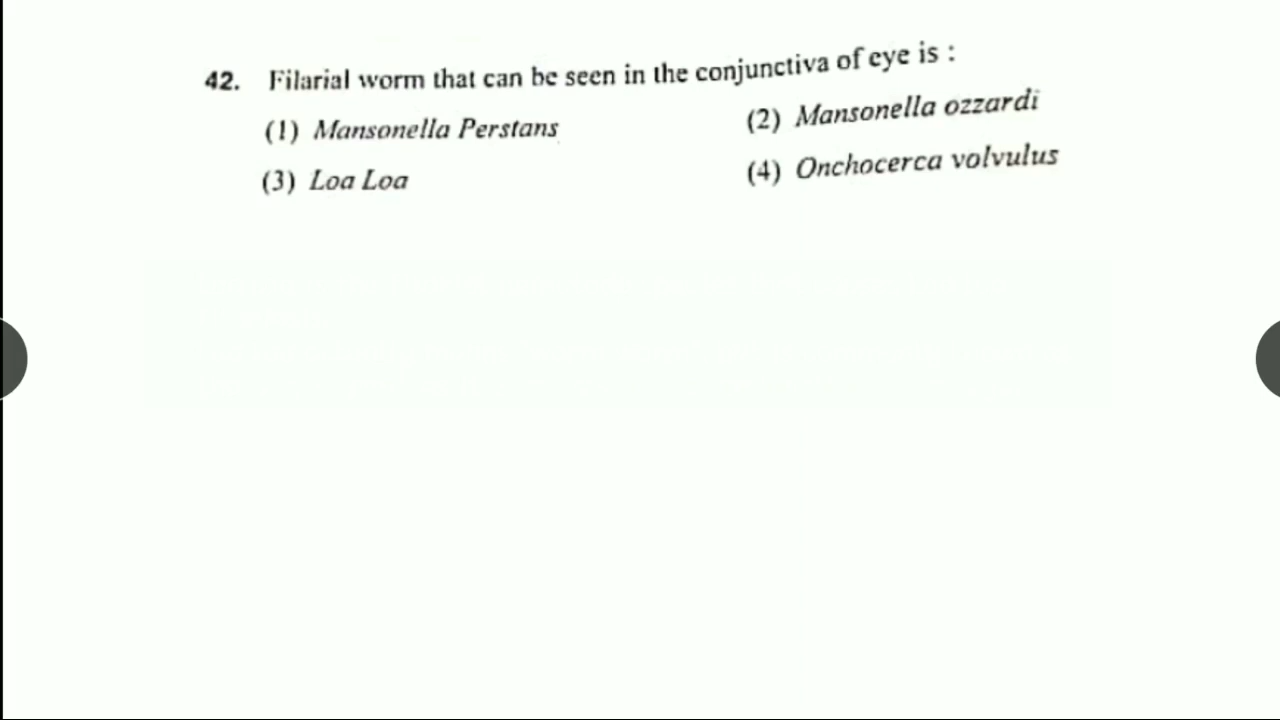 42. Filarial worm that can be seen in the conjunctiva of eye is :
(1) Mansonella Perstans (2) Mansonella ozzardi
(3) Loa Loa (4) Onchocerca volvulus